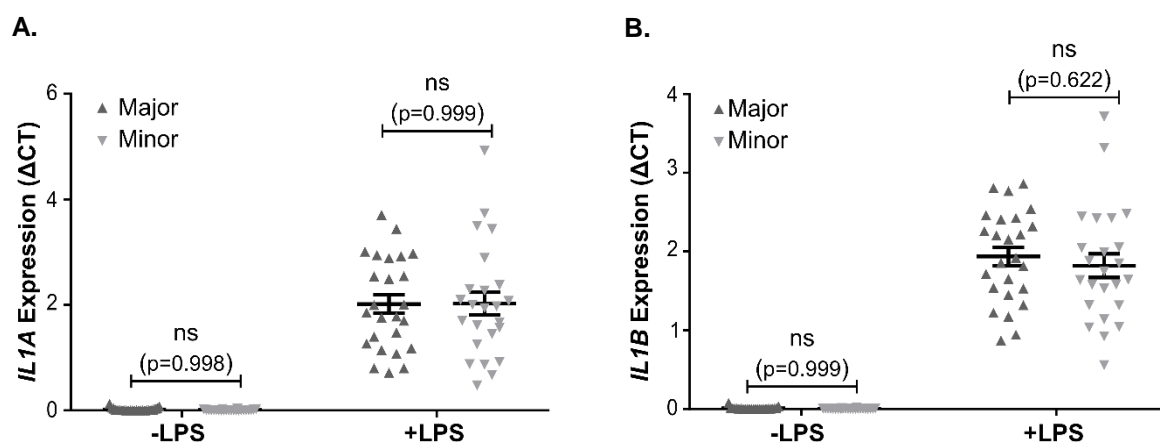 A.
IL1A Expression (ΔCT)
6
4
2
0
Major
Minor
ns
(p=0.998)
ns
(p=0.999)
-LPS
+LPS
B.
IL1B Expression (ΔCT)
4
3
2
1
0
Major
Minor
ns
(p=0.999)
ns
(p=0.622)
-LPS
+LPS